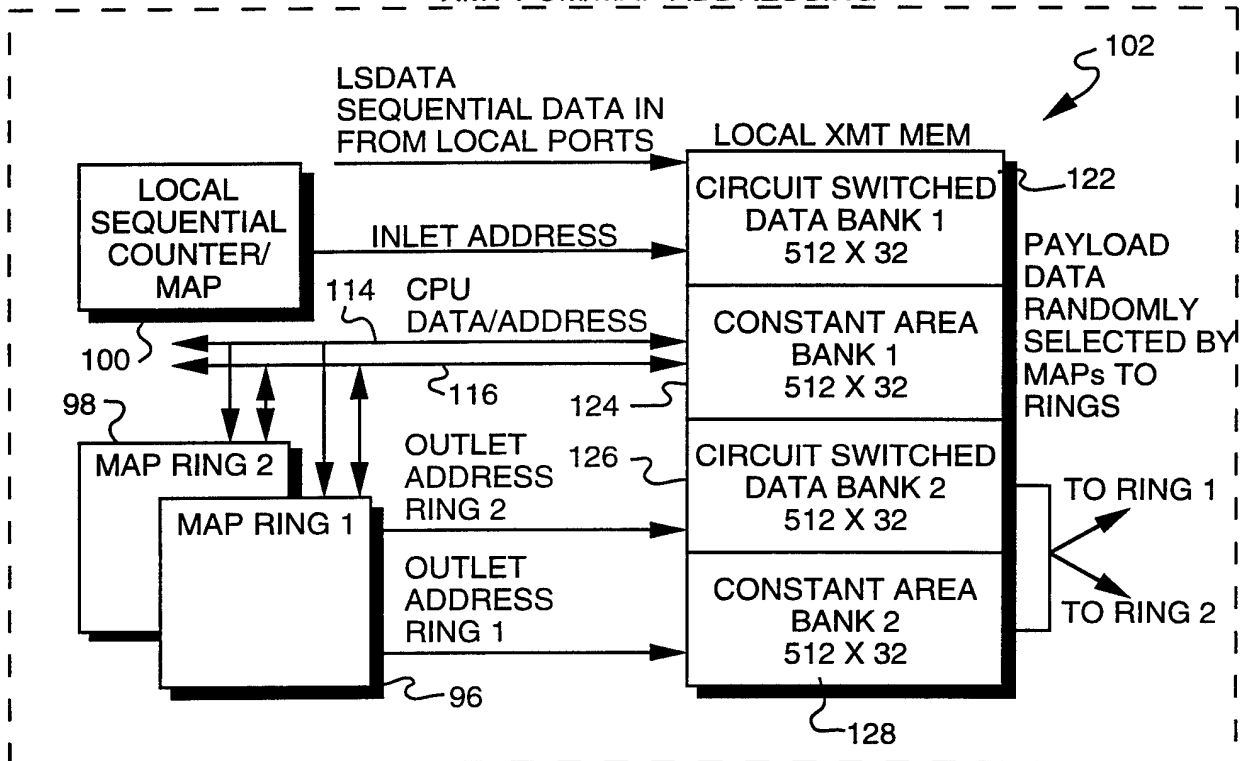 102
LSDATA
SEQUENTIAL DATA IN
FROM LOCAL PORTS
LOCAL XMT MEM
LOCAL
SEQUENTIAL
COUNTER/
MAP
100
INLET ADDRESS
CIRCUIT SWITCHED
DATA BANK 1
512 X 32
122
PAYLOAD
DATA
RANDOMLY
SELECTED BY
MAPs TO
RINGS
114
CPU
DATA/ADDRESS
116
CONSTANT AREA
BANK 1
512 X 32
124
98
MAP RING 2
MAP RING 1
96
OUTLET
ADDRESS
RING 2
126
CIRCUIT SWITCHED
DATA BANK 2
512 X 32
TO RING 1
TO RING 2
OUTLET
ADDRESS
RING 1
CONSTANT AREA
BANK 2
512 X 32
128